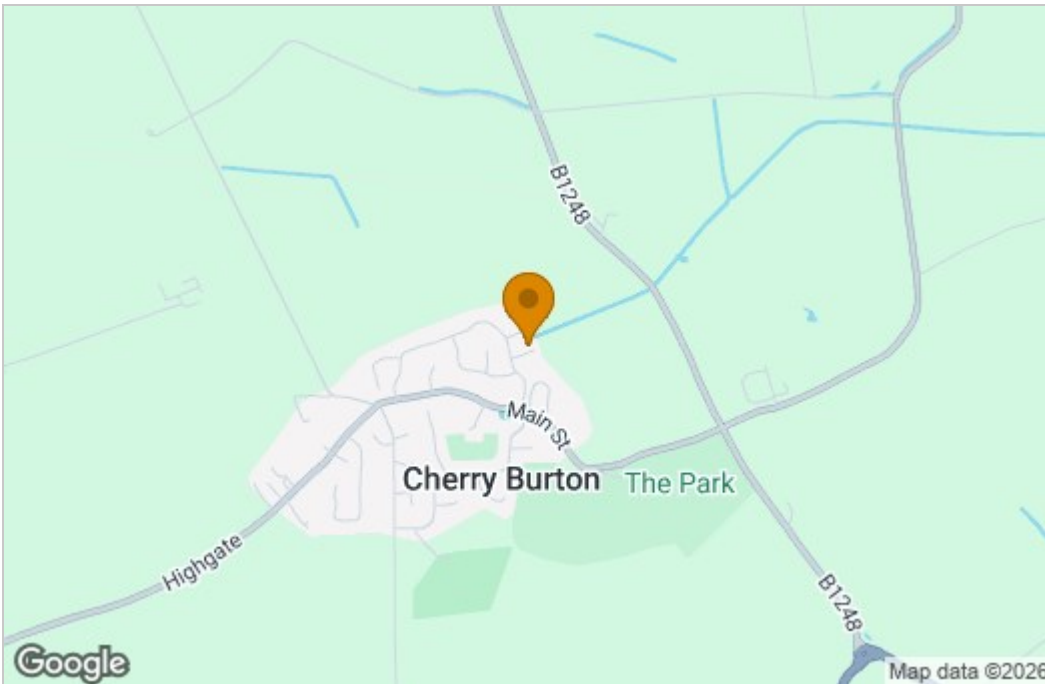 B1248
Main St
Cherry Burton
The Park
Highgate
B1248
Google
Map data ©2026